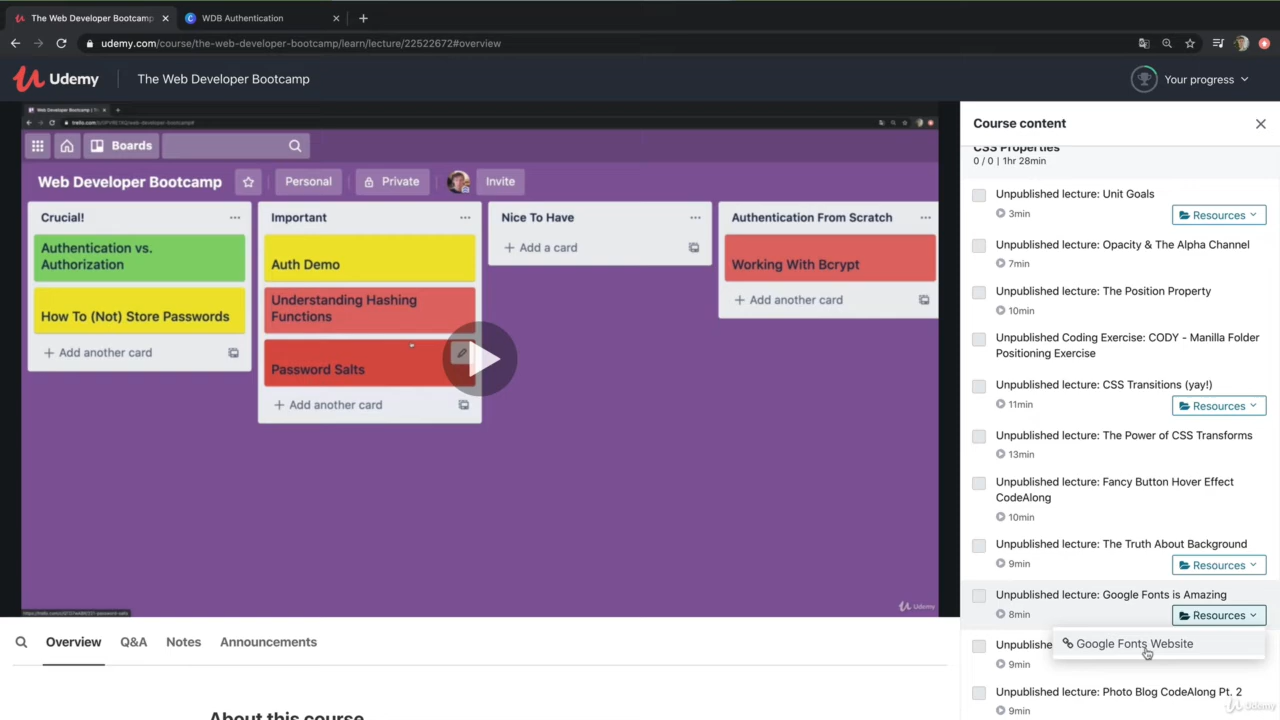 The Web Developer Bootcamp
WDB Authentication
udemy.com/course/the-web-developer-bootcamp/learn/lecture/22522672#overview
Udemy
The Web Developer Bootcamp
Your progress
Boards
Web Developer Bootcamp
Personal
Private
Invite
Crucial!
Authentication vs.
Authorization
How To (Not) Store Passwords
+ Add another card
Important
Auth Demo
Understanding Hashing
Functions
Password Salts
+ Add another card
Nice To Have
+ Add a card
Authentication From Scratch
Working With Bcrypt
+ Add another card
Udemy
Overview
Q&A
Notes
Announcements
About this course
Course content
CSS Properties
0 / 0 | 1hr 28min
Unpublished lecture: Unit Goals
3min
Resources
Unpublished lecture: Opacity & The Alpha Channel
7min
Unpublished lecture: The Position Property
10min
Unpublished Coding Exercise: CODY - Manilla Folder
Positioning Exercise
Unpublished lecture: CSS Transitions (yay!)
11min
Resources
Unpublished lecture: The Power of CSS Transforms
13min
Unpublished lecture: Fancy Button Hover Effect
CodeAlong
10min
Unpublished lecture: The Truth About Background
9min
Resources
Unpublished lecture: Google Fonts is Amazing
8min
Resources
Google Fonts Website
Unpublishe
9min
Unpublished lecture: Photo Blog CodeAlong Pt. 2
9min
Udemy